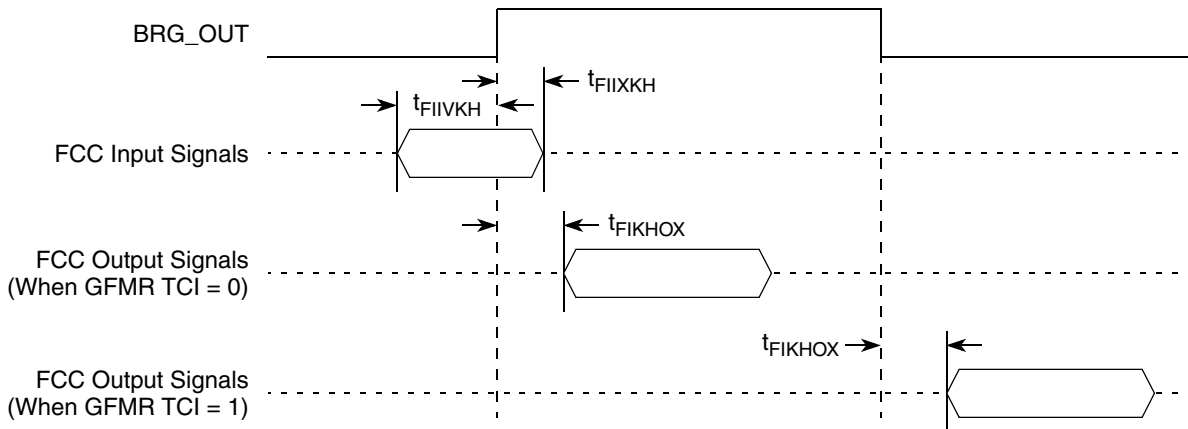 BRG_OUT
tFIIXKH
tFIIVKH
FCC Input Signals
tFIKHOX
FCC Output Signals
(When GFMR TCI = 0)
tFIKHOX
FCC Output Signals
(When GFMR TCI = 1)